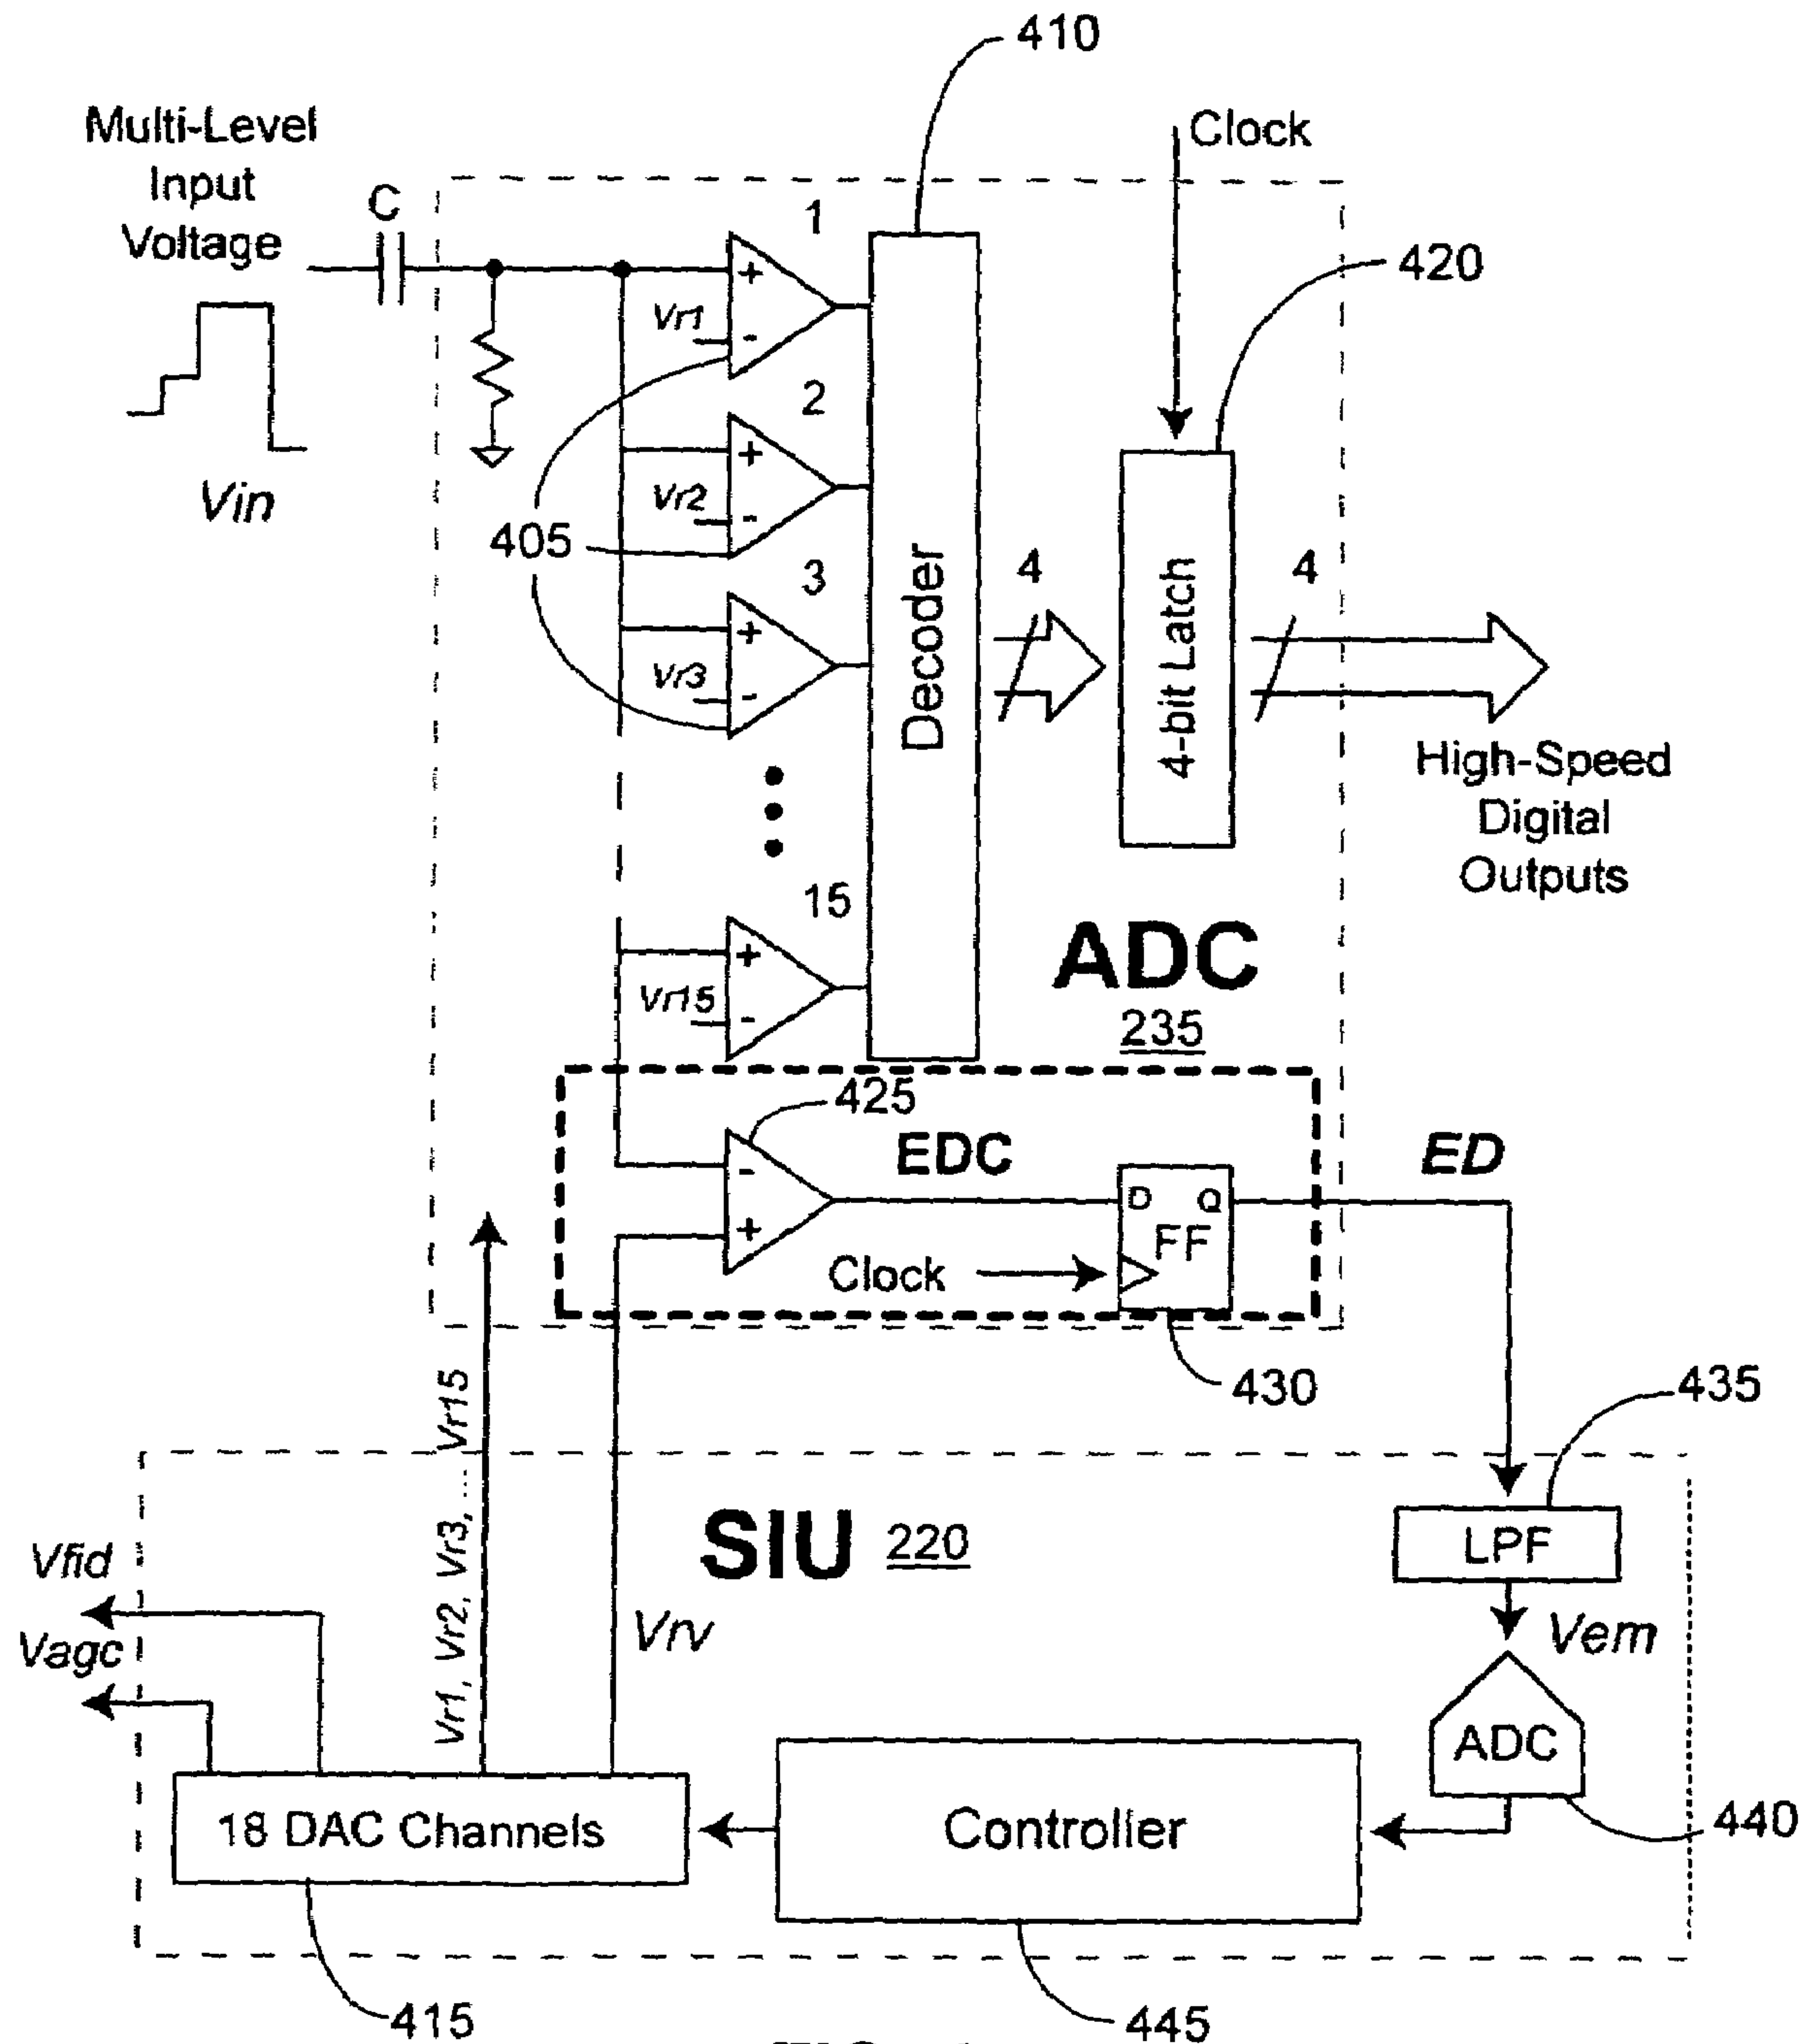 410
Multi-Level
Input
Voltage
Clock
C
1
420
+
Vr1
-
2
Vin
+
Vr2
-
405
3
+
Vr3
-
Decoder
4
4-bit Latch
4
High-Speed
Digital
Outputs
15
+
Vr15
-
ADC
235
425
-
+
EDC
D Q
FF
Clock
ED
430
435
Vr1, Vr2, Vr3, ... Vr15
SIU 220
LPF
Vfid
Vagc
Vrv
Vem
ADC
18 DAC Channels
Controller
440
415
445